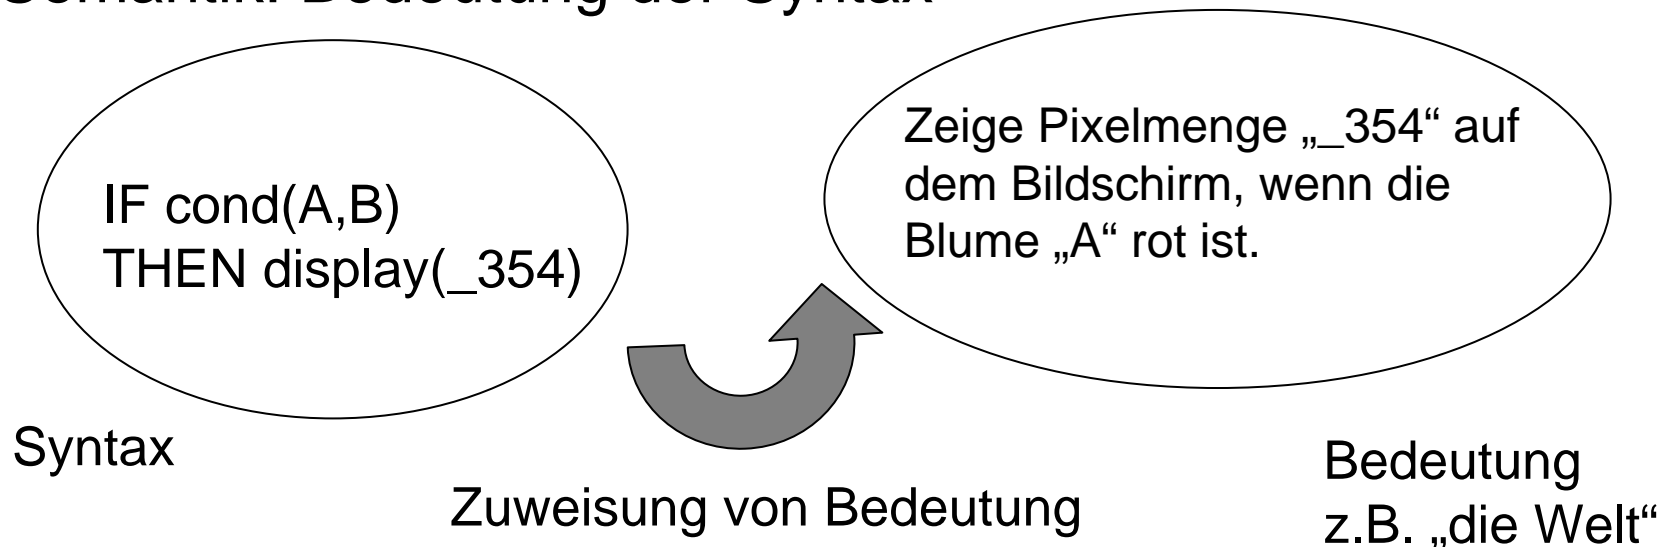 Semantik: Bedeutung der Syntax
IF cond(A,B)
THEN display(_354)
Zeige Pixelmenge „_354“ auf
dem Bildschirm, wenn die
Blume „A“ rot ist.
Syntax
Zuweisung von Bedeutung
Bedeutung
z.B. „die Welt“